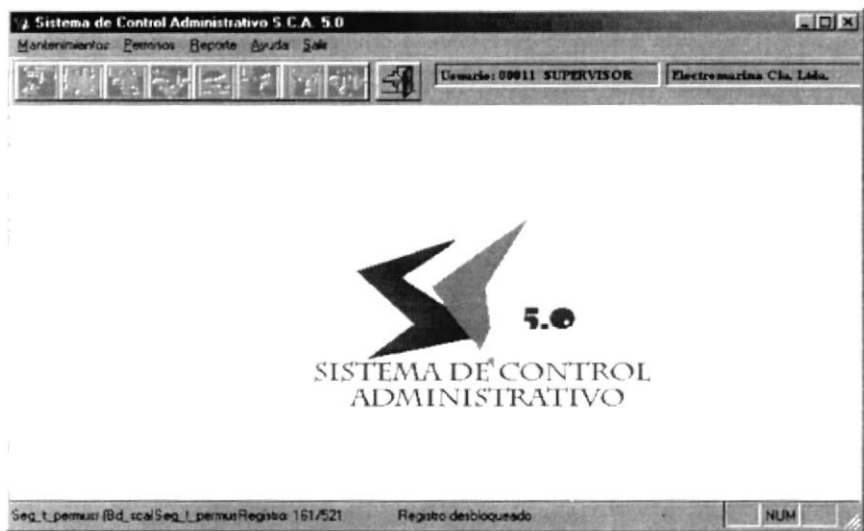 Sistema de Control Administrativo S.C.A. 5.0
Mantenimientos Permisos Reporte Ayuda Salir
Usuario: 00011 SUPERVISOR Electromarina Cia. Ltda.
5.0
SISTEMA DE CONTROL
ADMINISTRATIVO
Registro: 161/521 Registro desbloqueado NUM